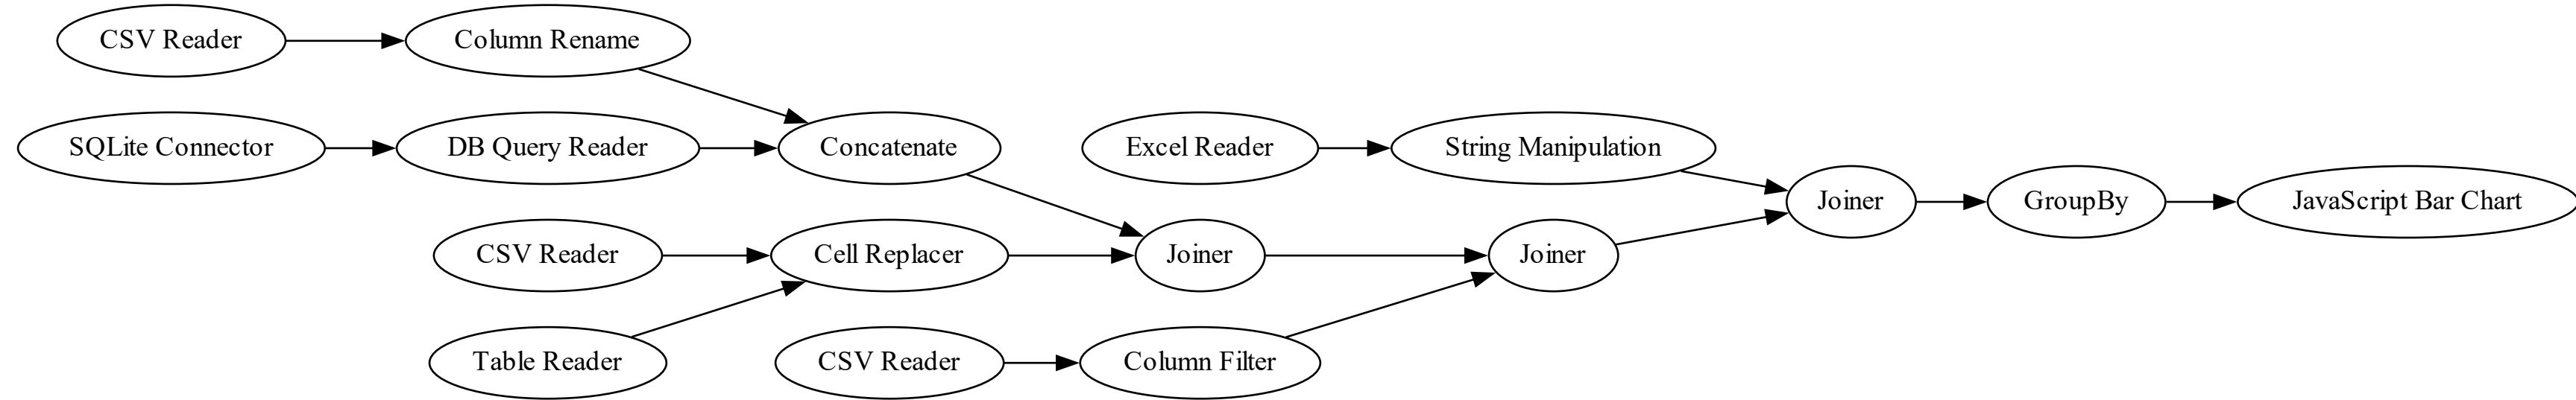 CSV Reader
Column Rename
SQLite Connector
DB Query Reader
Concatenate
Excel Reader
String Manipulation
Joiner
GroupBy
JavaScript Bar Chart
CSV Reader
Cell Replacer
Joiner
Joiner
Table Reader
CSV Reader
Column Filter